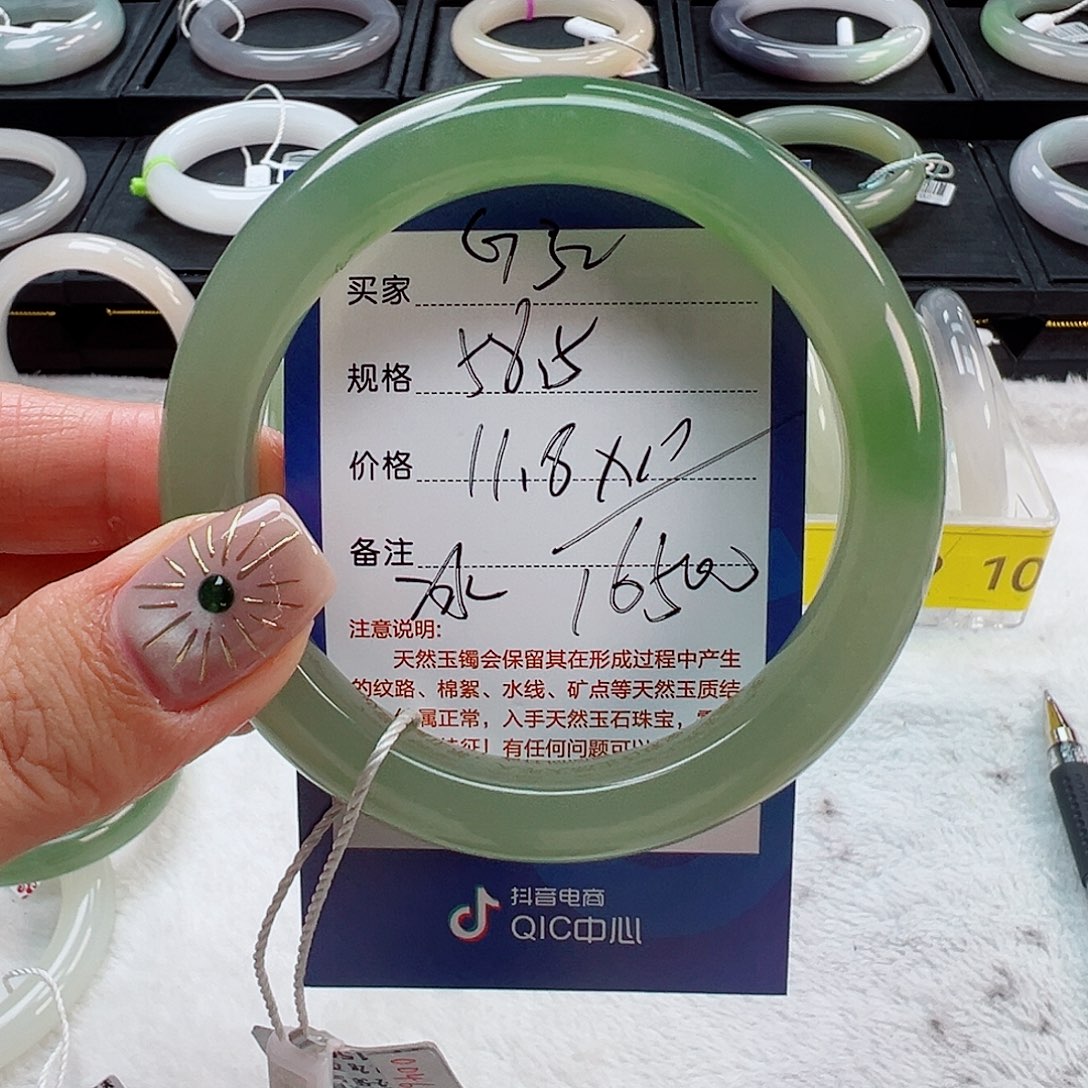 买家 G32
规格 58.5
价格 11.8X17
备注 冰 16500
注意说明:
天然玉镯会保留其在形成过程中产生
的纹路、棉絮、水线、矿点等天然玉质结
属正常，入手天然玉石珠宝，
有任何问题可以
抖音电商
QIC中心
10